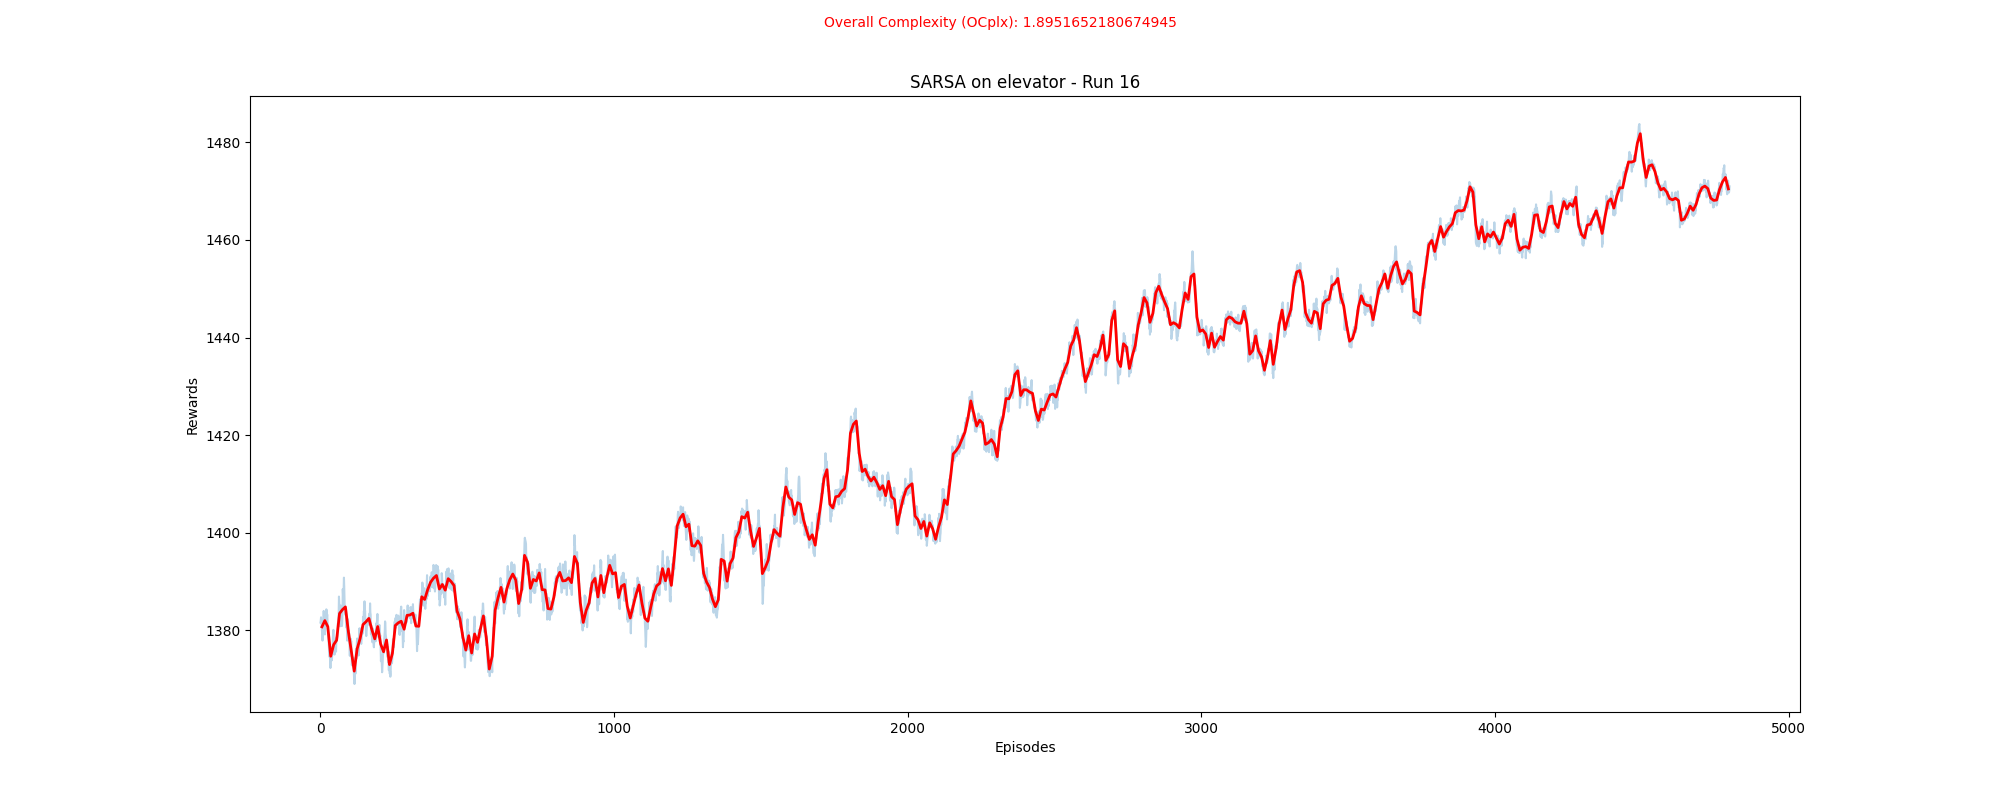 Overall Complexity (OCplx): 1.8951652180674945
SARSA on elevator - Run 16
Rewards
1480
1460
1440
1420
1400
1380
0 1000 2000 3000 4000 5000
Episodes